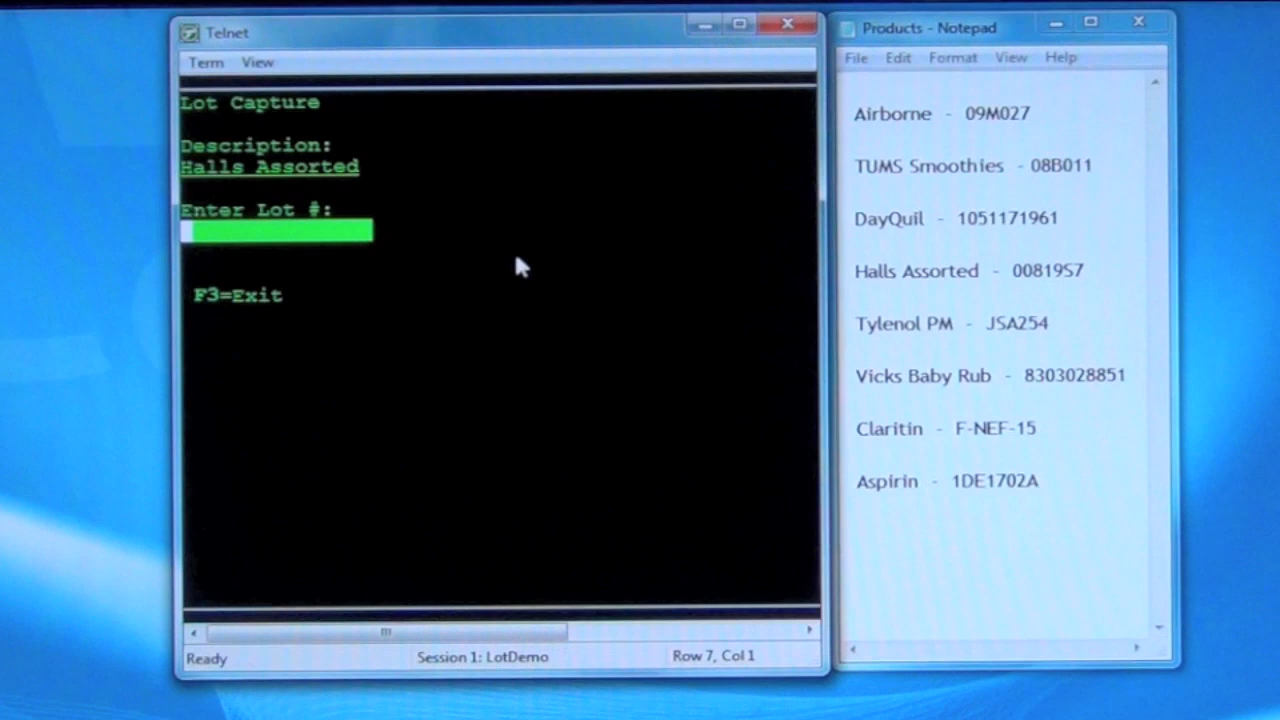 Telnet
Term View
Lot Capture
Description:
Halls Assorted
Enter Lot #:
F3=Exit
Ready Session 1: LotDemo Row 7, Col 1
Products - Notepad
File Edit Format View Help
Airborne - 09M027
TUMS Smoothies - 08B011
DayQuil - 1051171961
Halls Assorted - 00819S7
Tylenol PM - JSA254
Vicks Baby Rub - 8303028851
Claritin - F-NEF-15
Aspirin - 1DE1702A